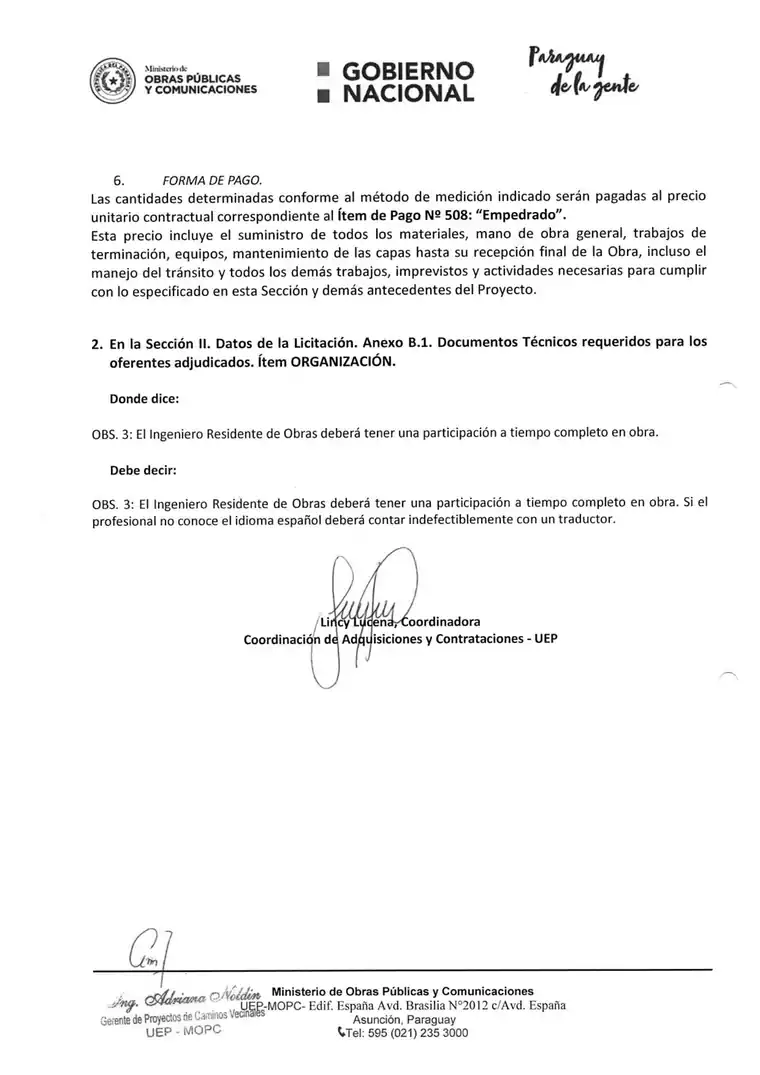 Ministerio de
OBRAS PÚBLICAS
Y COMUNICACIONES
GOBIERNO
NACIONAL
Paraguay
de la gente
6. FORMA DE PAGO.
Las cantidades determinadas conforme al método de medición indicado serán pagadas al precio
unitario contractual correspondiente al Ítem de Pago Nº 508: “Empedrado”.
Esta precio incluye el suministro de todos los materiales, mano de obra general, trabajos de
terminación, equipos, mantenimiento de las capas hasta su recepción final de la Obra, incluso el
manejo del tránsito y todos los demás trabajos, imprevistos y actividades necesarias para cumplir
con lo especificado en esta Sección y demás antecedentes del Proyecto.
2. En la Sección II. Datos de la Licitación. Anexo B.1. Documentos Técnicos requeridos para los
oferentes adjudicados. Ítem ORGANIZACIÓN.
Donde dice:
OBS. 3: El Ingeniero Residente de Obras deberá tener una participación a tiempo completo en obra.
Debe decir:
OBS. 3: El Ingeniero Residente de Obras deberá tener una participación a tiempo completo en obra. Si el
profesional no conoce el idioma español deberá contar indefectiblemente con un traductor.
Lincy Lucena, Coordinadora
Coordinación de Adquisiciones y Contrataciones - UEP
Ing. Adriana Noldin
Gerente de Proyectos de Caminos Vecinales
UEP - MOPC
Ministerio de Obras Públicas y Comunicaciones
UEP-MOPC- Edif. España Avd. Brasilia N°2012 c/Avd. España
Asunción, Paraguay
Tel: 595 (021) 235 3000